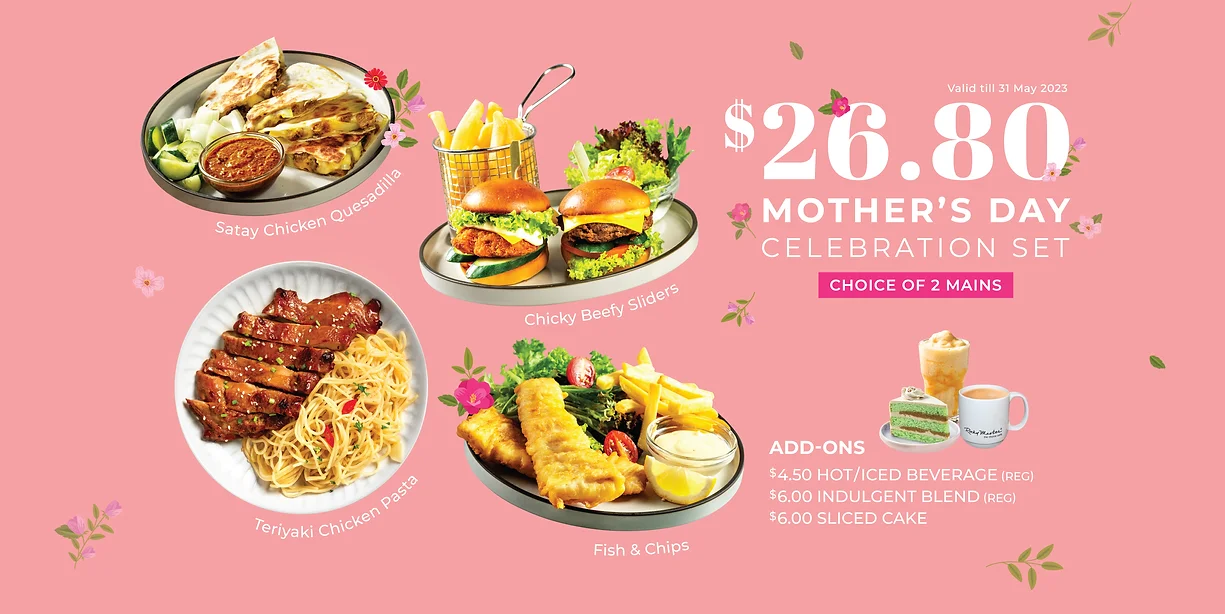 Valid till 31 May 2023
$26.80
MOTHER'S DAY
CELEBRATION SET
CHOICE OF 2 MAINS
Satay Chicken Quesadilla
Chicky Beefy Sliders
Teriyaki Chicken Pasta
Fish & Chips
ADD-ONS
$4.50 HOT/ICED BEVERAGE (REG)
$6.00 INDULGENT BLEND (REG)
$6.00 SLICED CAKE